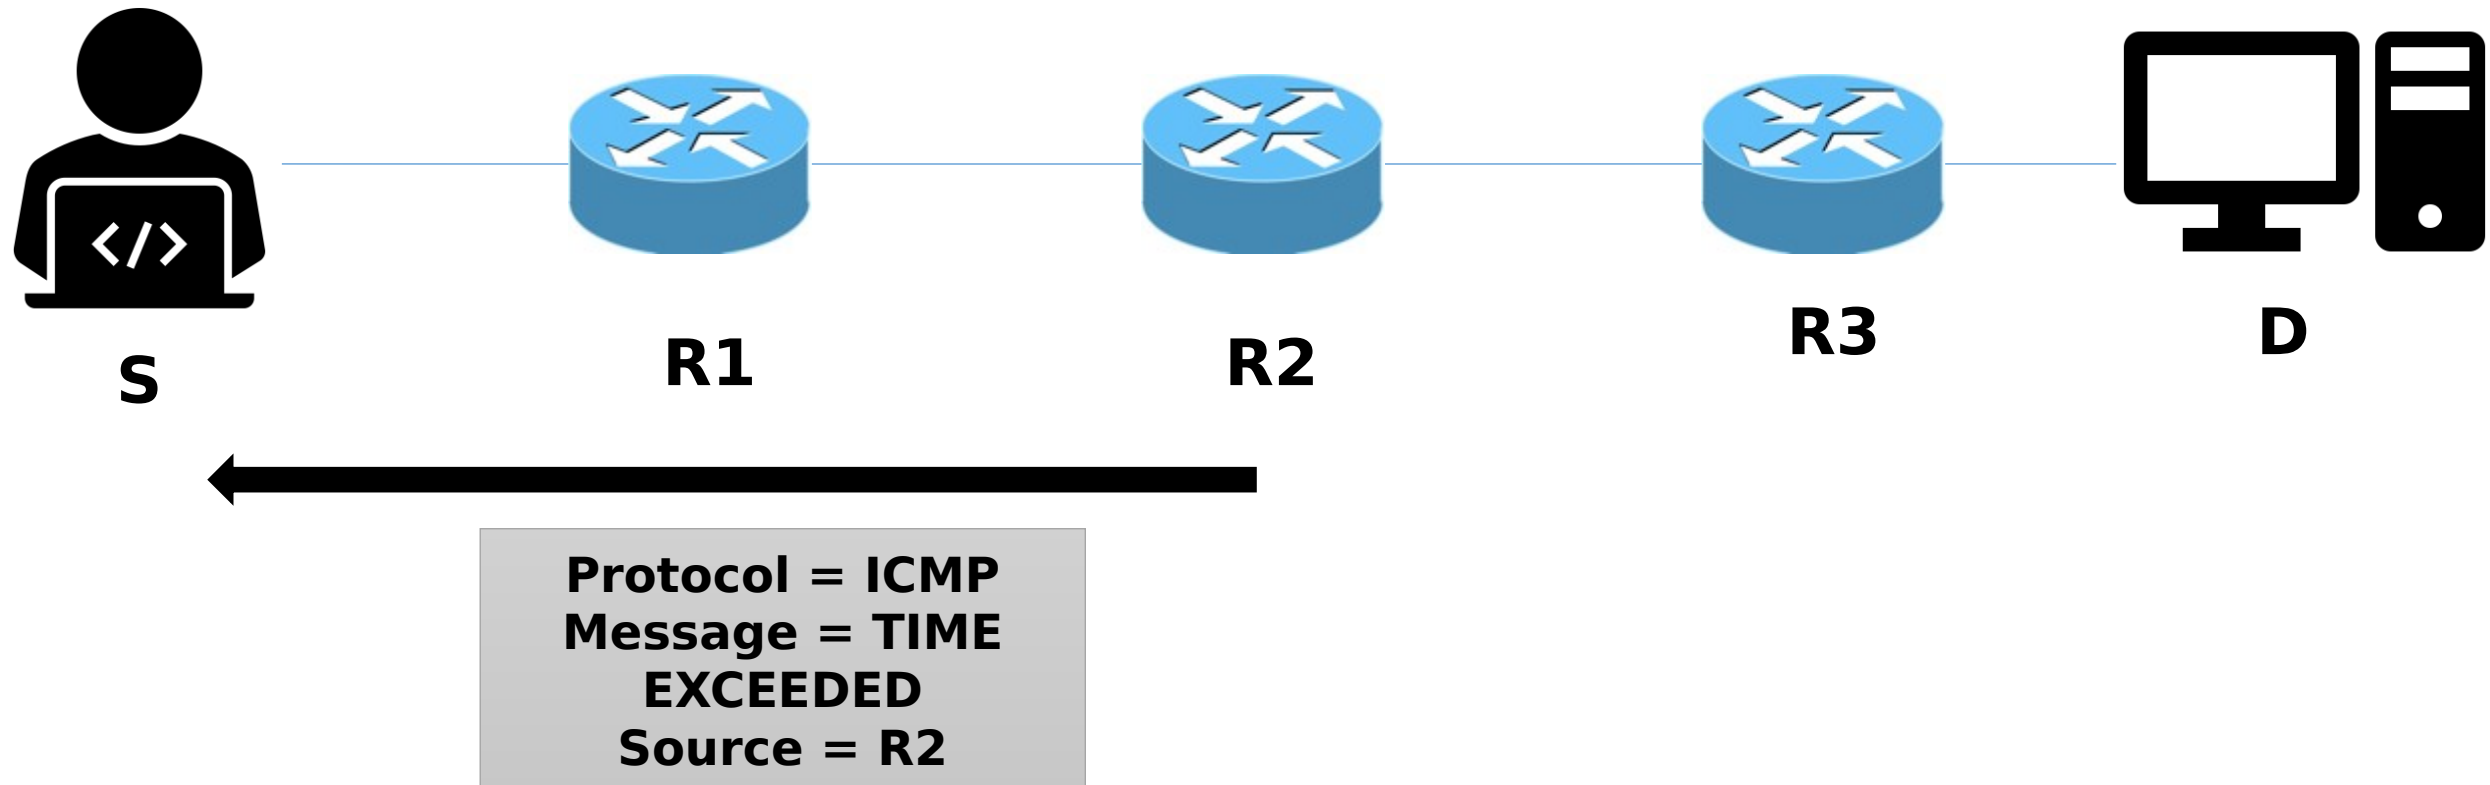 </>
S
R1
R2
R3
D
Protocol = ICMP
Message = TIME
EXCEEDED
Source = R2